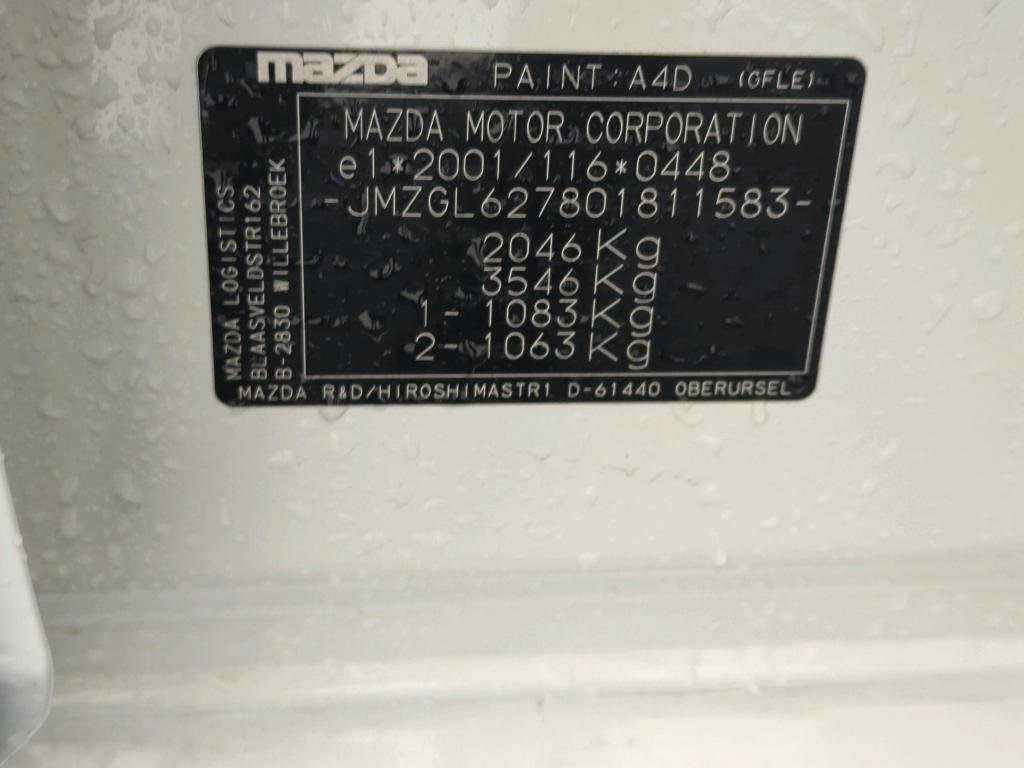 mazda PAINT: A4D (GFLE)
MAZDA MOTOR CORPORATION
e1*2001/116*0448
-JMZGL627801811583-
2046 Kg
3546 Kg
1- 1083 Kg
2- 1063 Kg
MAZDA LOGISTICS
BLAASVELDSTR162
B-2830 WILLEBROEK
MAZDA R&D/HIROSHIMASTR1 D-61440 OBERURSEL